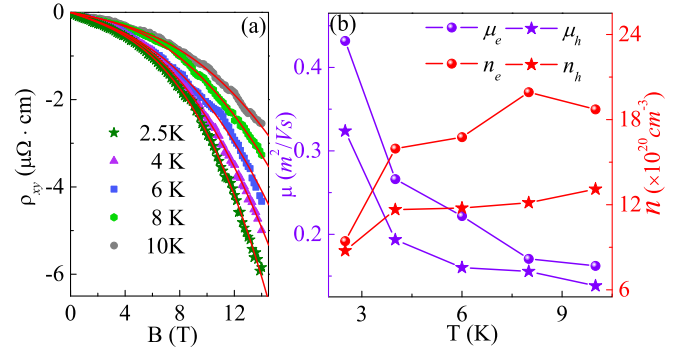 (a)
0
-2
-4
-6
ρxy (μΩ · cm)
2.5K
4 K
6 K
8 K
10K
0 4 8 12
B (T)
(b)
μe μh
ne nh
0.4
0.3
0.2
μ (m²/Vs)
24
18
12
6
n (×10²⁰ cm⁻³)
3 6 9
T (K)